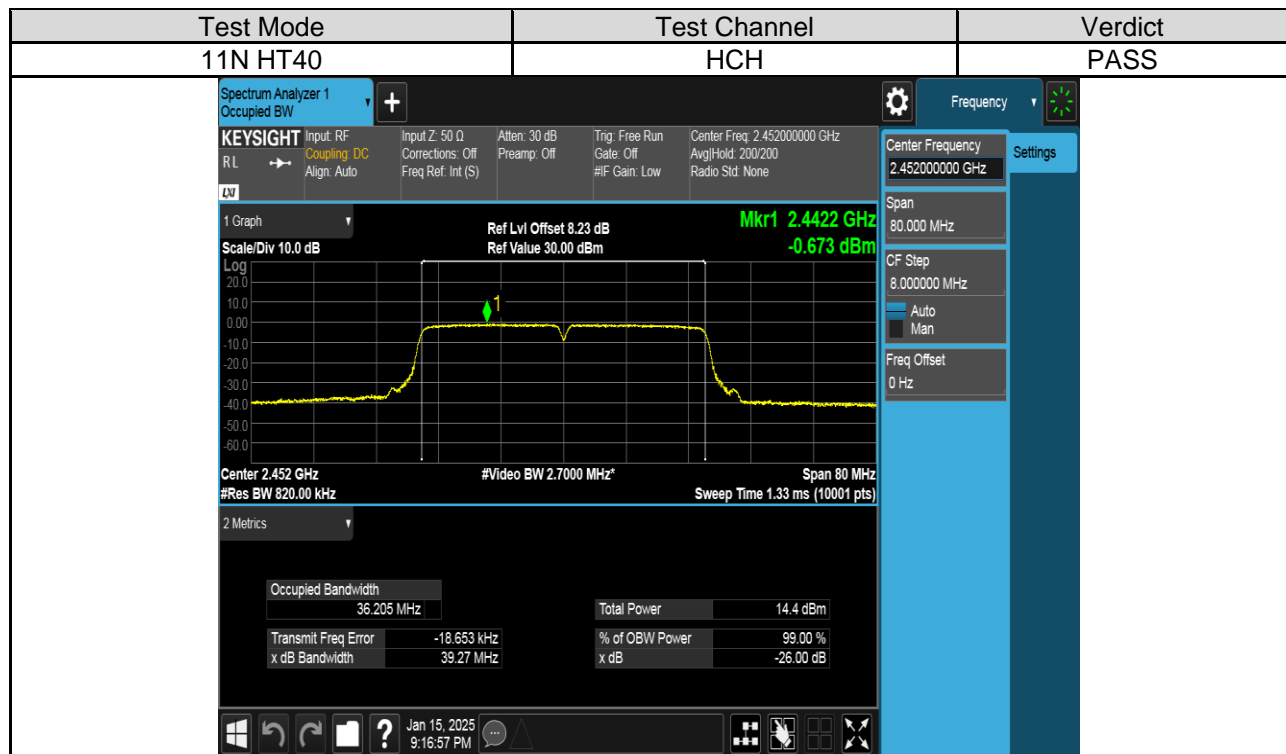 Test Mode Test Channel Verdict
11N HT40 HCH PASS
Spectrum Analyzer 1
Occupied BW
+
Frequency
KEYSIGHT Input: RF Input Z: 50 Ω Atten: 30 dB Trig: Free Run Center Freq: 2.452000000 GHz
RL Coupling: DC Corrections: Off Preamp: Off Gate: Off Avg|Hold: 200/200
Align: Auto Freq Ref: Int (S) #IF Gain: Low Radio Std: None
LXI
Center Frequency
2.452000000 GHz
Settings
Span
80.000 MHz
CF Step
8.000000 MHz
Auto
Man
Freq Offset
0 Hz
1 Graph
Ref Lvl Offset 8.23 dB
Mkr1 2.4422 GHz
Scale/Div 10.0 dB
Ref Value 30.00 dBm
-0.673 dBm
Log
20.0
10.0
1
0.00
-10.0
-20.0
-30.0
-40.0
-50.0
-60.0
Center 2.452 GHz #Video BW 2.7000 MHz* Span 80 MHz
#Res BW 820.00 kHz Sweep Time 1.33 ms (10001 pts)
2 Metrics
Occupied Bandwidth
36.205 MHz
Total Power 14.4 dBm
Transmit Freq Error -18.653 kHz % of OBW Power 99.00 %
x dB Bandwidth 39.27 MHz x dB -26.00 dB
? Jan 15, 2025
9:16:57 PM